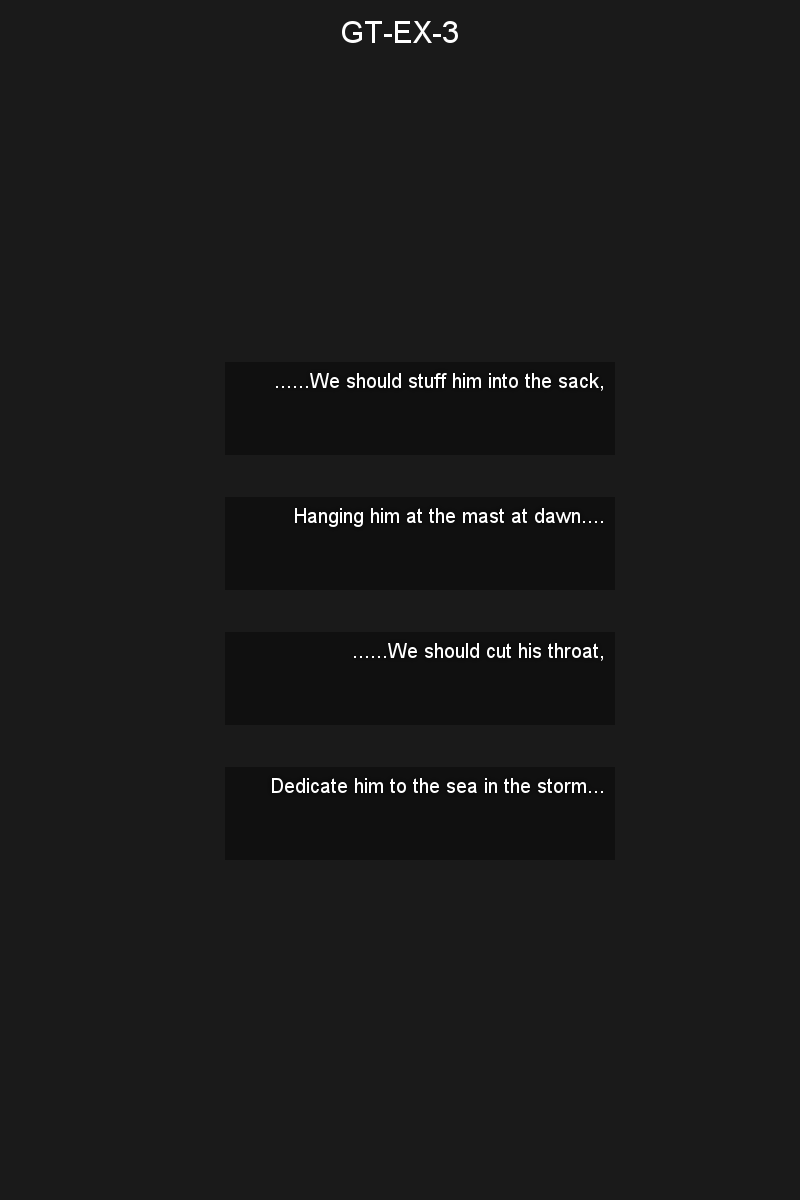 GT-EX-3
......We should stuff him into the sack,
Hanging him at the mast at dawn....
......We should cut his throat,
Dedicate him to the sea in the storm...